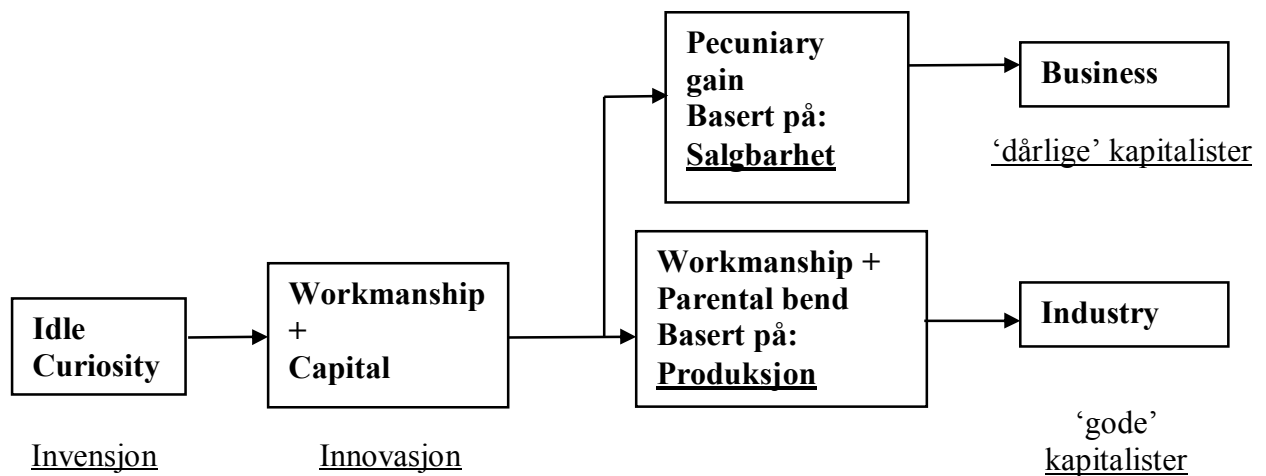 Pecuniary
gain
Basert på:
Salgbarhet
Business
‘dårlige’ kapitalister
Workmanship +
Parental bend
Basert på:
Produksjon
Industry
‘gode’
kapitalister
Workmanship
+
Capital
Innovasjon
Idle
Curiosity
Invensjon